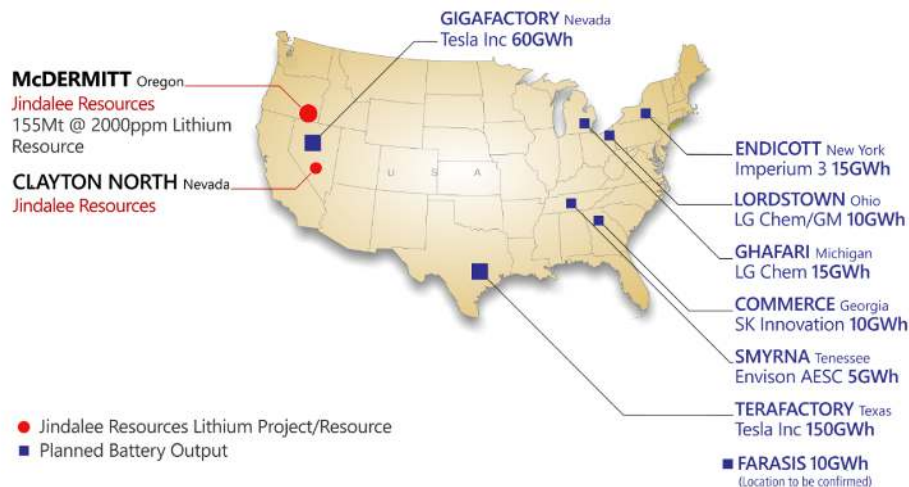 GIGAFACTORY Nevada
Tesla Inc 60GWh
McDERMITT Oregon
Jindalee Resources
155Mt @ 2000ppm Lithium
Resource
CLAYTON NORTH Nevada
Jindalee Resources
U S A
ENDICOTT New York
Imperium 3 15GWh
LORDSTOWN Ohio
LG Chem/GM 10GWh
GHAFARI Michigan
LG Chem 15GWh
COMMERCE Georgia
SK Innovation 10GWh
SMYRNA Tenessee
Envison AESC 5GWh
TERAFACTORY Texas
Tesla Inc 150GWh
FARASIS 10GWh
(Location to be confirmed)
Jindalee Resources Lithium Project/Resource
Planned Battery Output